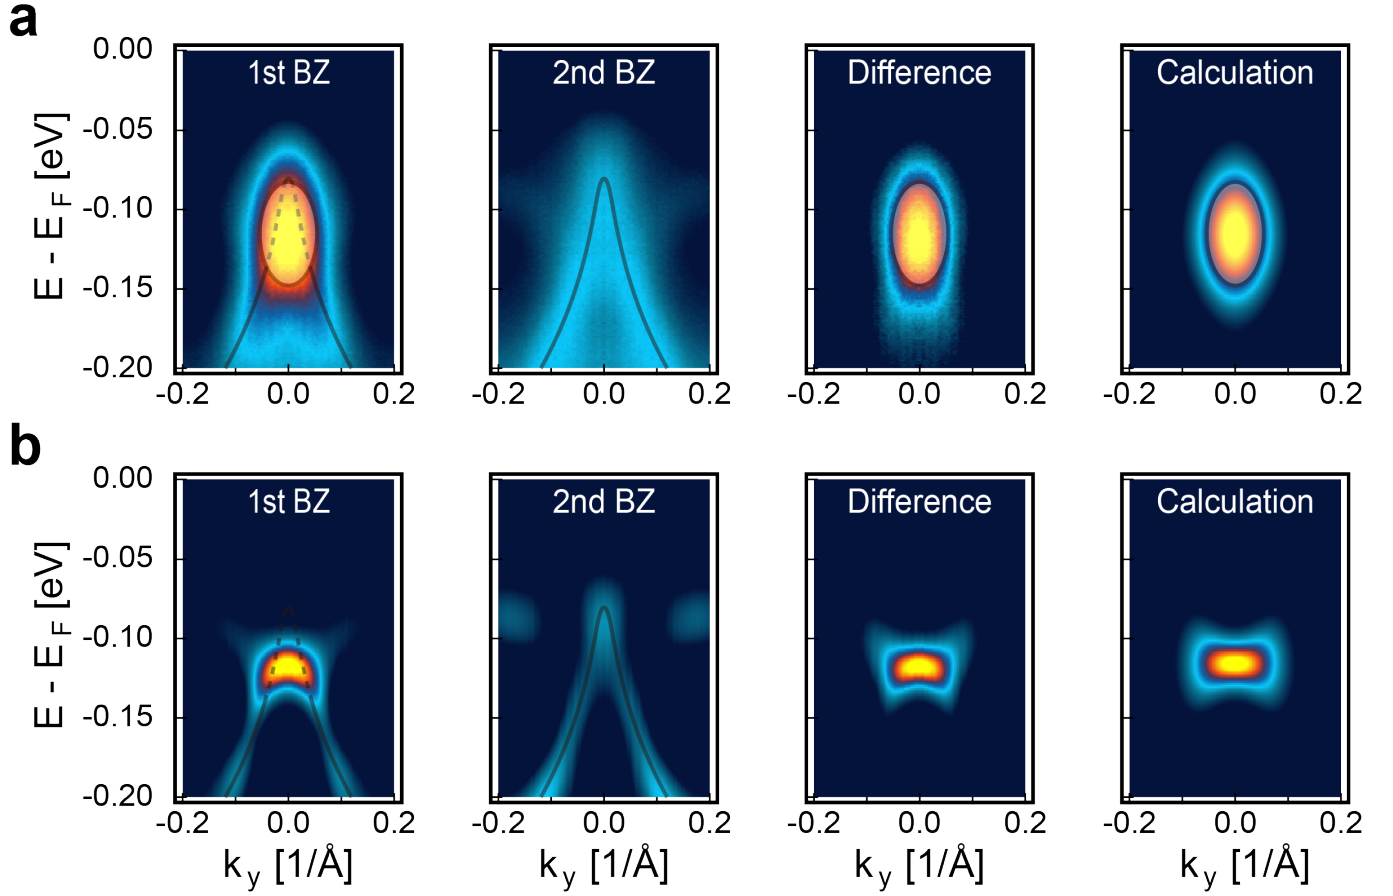 a
1st BZ 2nd BZ Difference Calculation
0.00
-0.05
-0.10
-0.15
-0.20
E - E_F [eV]
-0.2 0.0 0.2 -0.2 0.0 0.2 -0.2 0.0 0.2 -0.2 0.0 0.2
b
1st BZ 2nd BZ Difference Calculation
0.00
-0.05
-0.10
-0.15
-0.20
E - E_F [eV]
-0.2 0.0 0.2 -0.2 0.0 0.2 -0.2 0.0 0.2 -0.2 0.0 0.2
k_y [1/Å] k_y [1/Å] k_y [1/Å] k_y [1/Å]